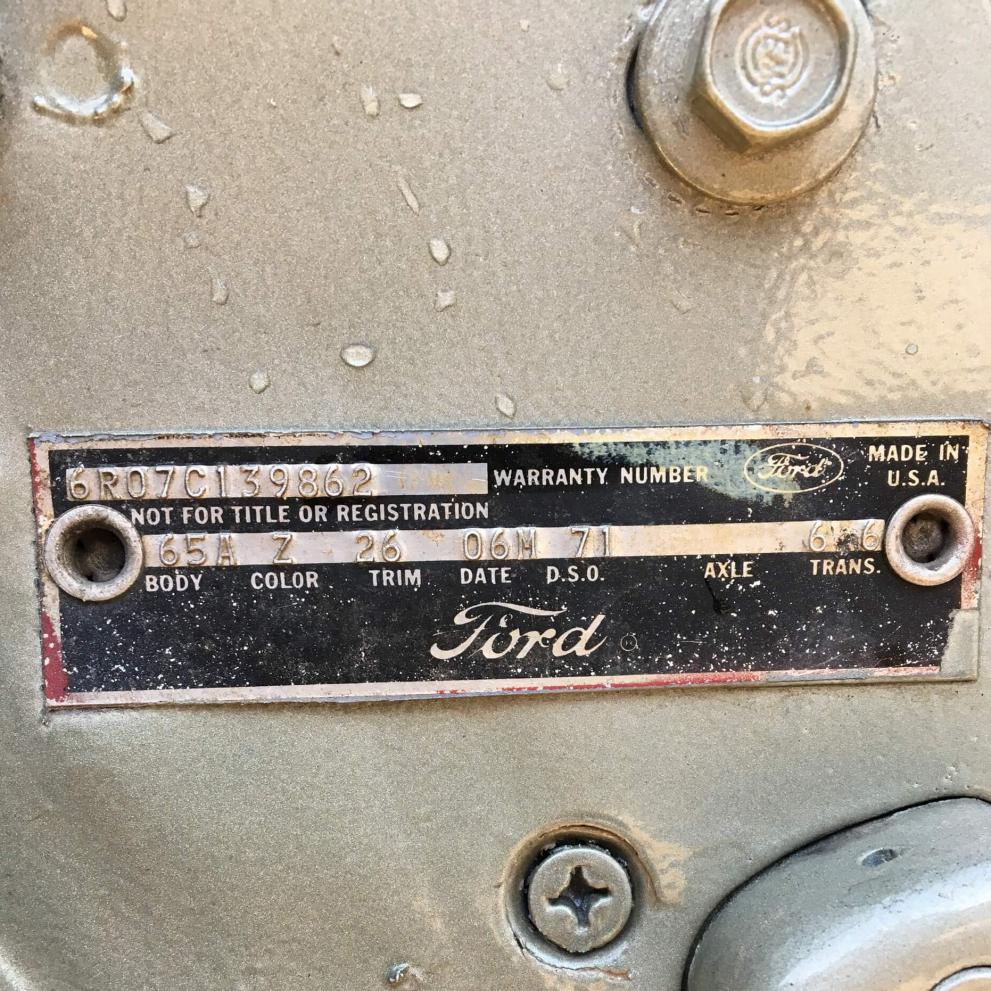 6R07C139862 WARRANTY NUMBER Ford MADE IN U.S.A.
NOT FOR TITLE OR REGISTRATION
65A Z 26 06M 71 6 6
BODY COLOR TRIM DATE D.S.O. AXLE TRANS.
Ford